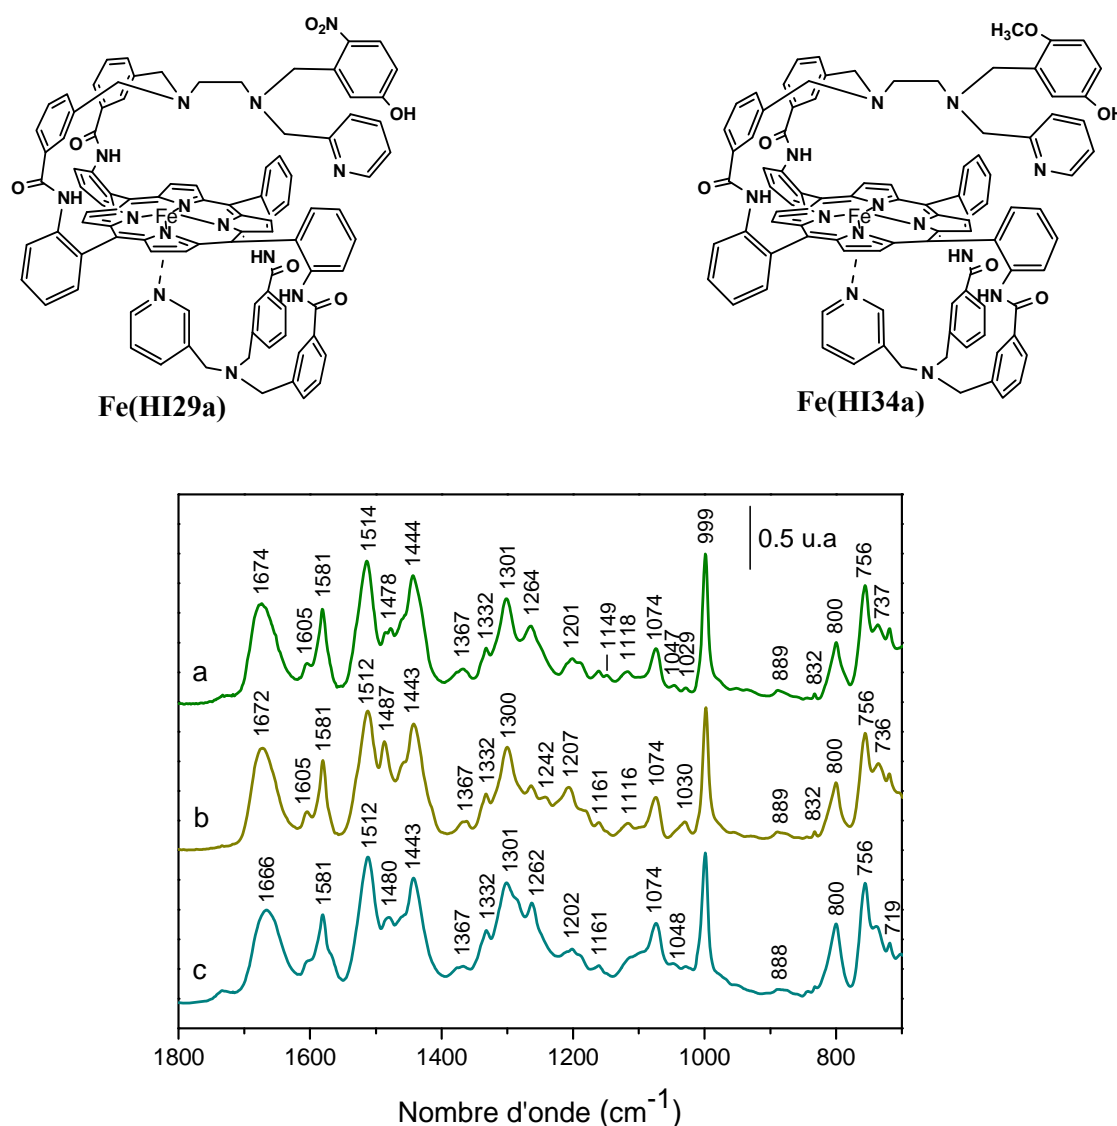 O₂N
OH
N
N
N
O
NH
O
NH
Fe
N
N
N
N
HN
O
HN
O
N
N
Fe(HI29a)
H₃CO
OH
N
N
N
O
NH
O
NH
Fe
N
N
N
N
HN
O
HN
O
N
N
Fe(HI34a)
0.5 u.a
a
1674
1605
1581
1514
1478
1444
1367
1332
1301
1264
1201
1149
1118
1074
1047
1029
999
889
832
800
756
737
b
1672
1605
1581
1512
1487
1443
1367
1332
1300
1242
1207
1161
1116
1074
1030
889
832
800
756
736
c
1666
1581
1512
1480
1443
1367
1332
1301
1262
1202
1161
1074
1048
888
800
756
719
1800 1600 1400 1200 1000 800
Nombre d'onde (cm⁻¹)